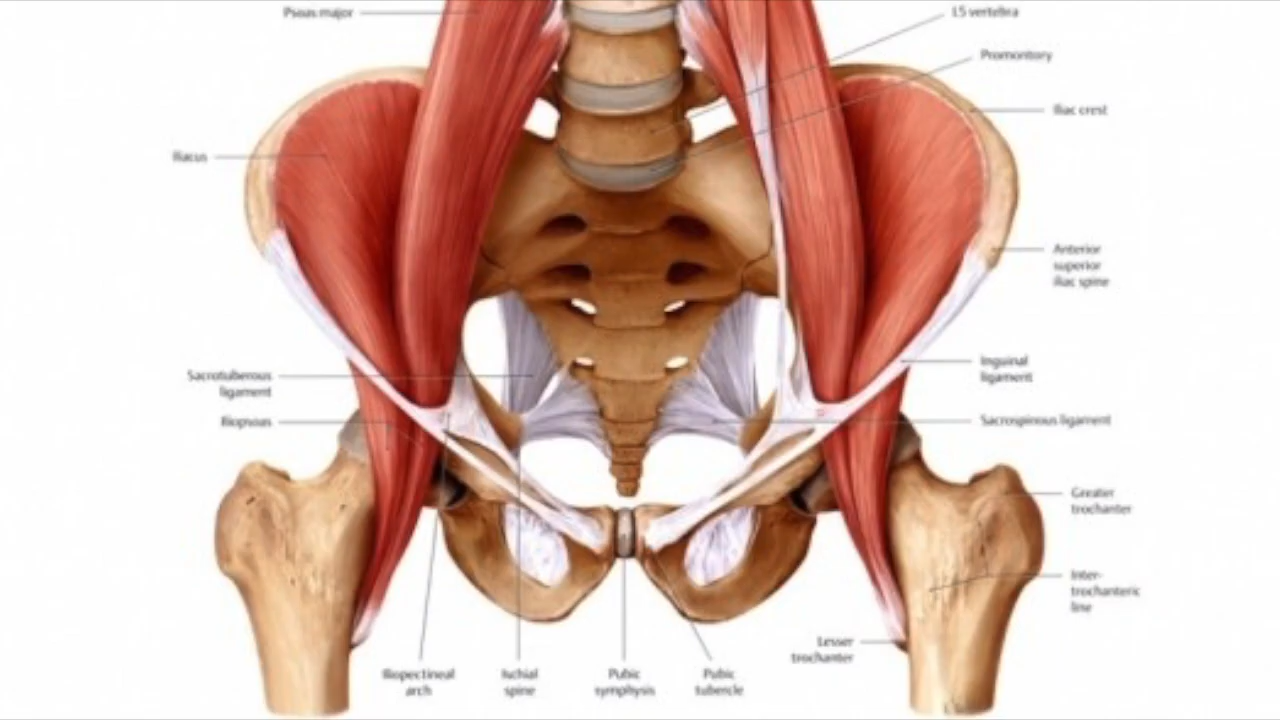 Psoas major
L5 vertebra
Promontory
Iliac crest
Iliacus
Anterior
superior
iliac spine
Inguinal
ligament
Sacrotuberous
ligament
Iliopsoas
Sacrospinous ligament
Greater
trochanter
Inter-
trochanteric
line
Lesser
trochanter
Iliopectineal
arch
Ischial
spine
Pubic
symphysis
Pubic
tubercle